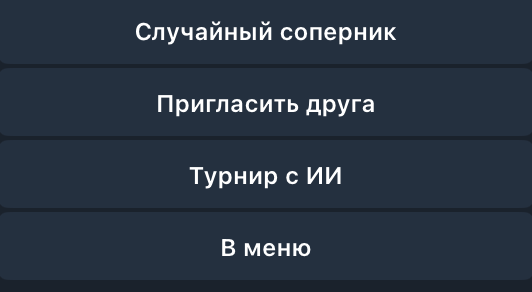 Случайный соперник
Пригласить друга
Турнир с ИИ
В меню